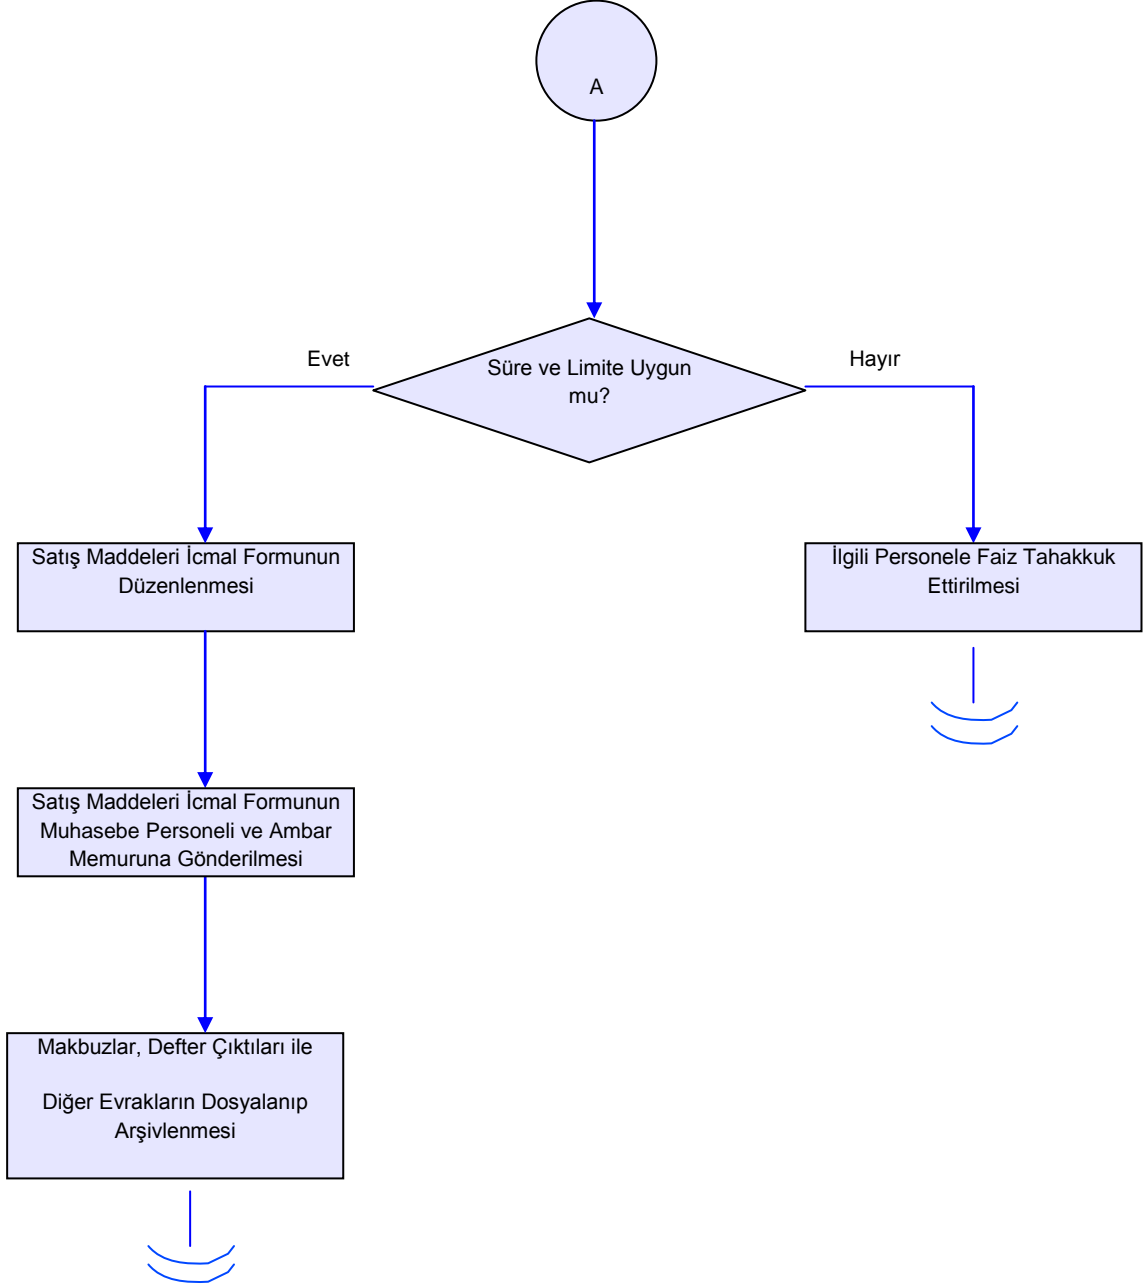 A
Evet
Hayır
Süre ve Limite Uygun
mu?
Satış Maddeleri İcmal Formunun
Düzenlenmesi
İlgili Personele Faiz Tahakkuk
Ettirilmesi
Satış Maddeleri İcmal Formunun
Muhasebe Personeli ve Ambar
Memuruna Gönderilmesi
Makbuzlar, Defter Çıktıları ile
Diğer Evrakların Dosyalanıp
Arşivlenmesi